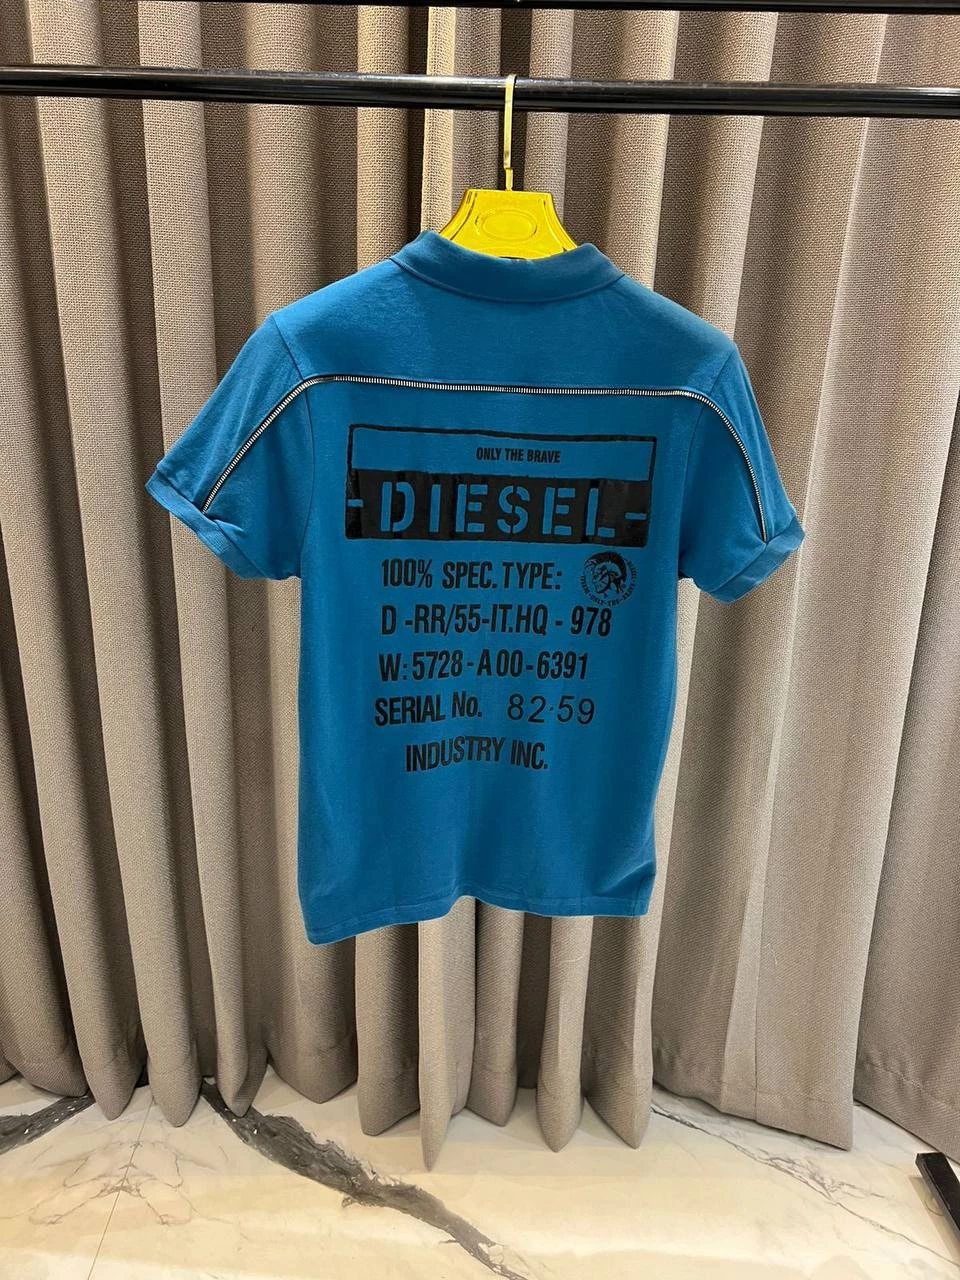 ONLY THE BRAVE
-DIESEL-
100% SPEC. TYPE:
D -RR/55-IT.HQ - 978
W: 5728-A00-6391
SERIAL No. 82·59
INDUSTRY INC.